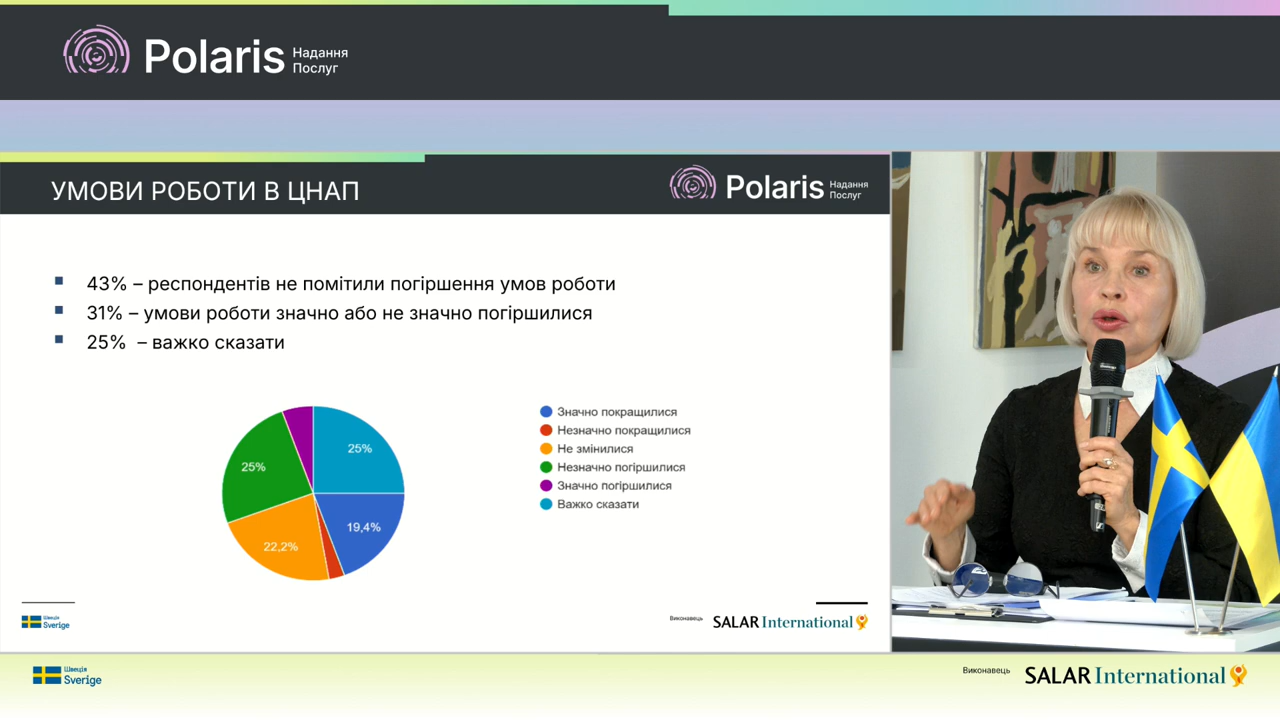 Polaris Надання
Послуг
УМОВИ РОБОТИ В ЦНАП
Polaris Надання
Послуг
43% – респондентів не помітили погіршення умов роботи
31% – умови роботи значно або не значно погіршилися
25% – важко сказати
25%
25%
19,4%
22,2%
Значно покращилися
Незначно покращилися
Не змінилися
Незначно погіршилися
Значно погіршилися
Важко сказати
Швеція
Sverige
Виконавець SALAR International
Швеція
Sverige
Виконавець SALAR International